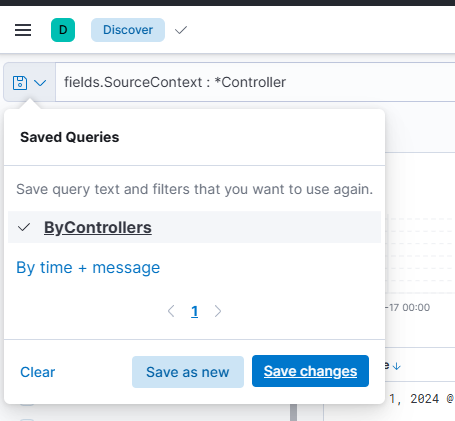 D
Discover
fields.SourceContext : *Controller
Saved Queries
Save query text and filters that you want to use again.
ByControllers
By time + message
1
-17 00:00
Clear
Save as new
Save changes
e
1, 2024 @